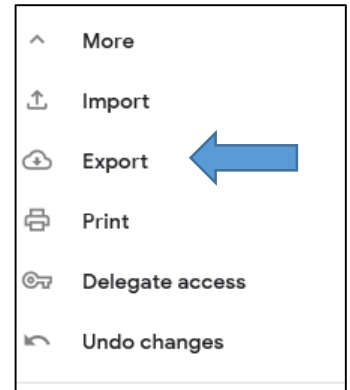 More
Import
Export
Print
Delegate access
Undo changes